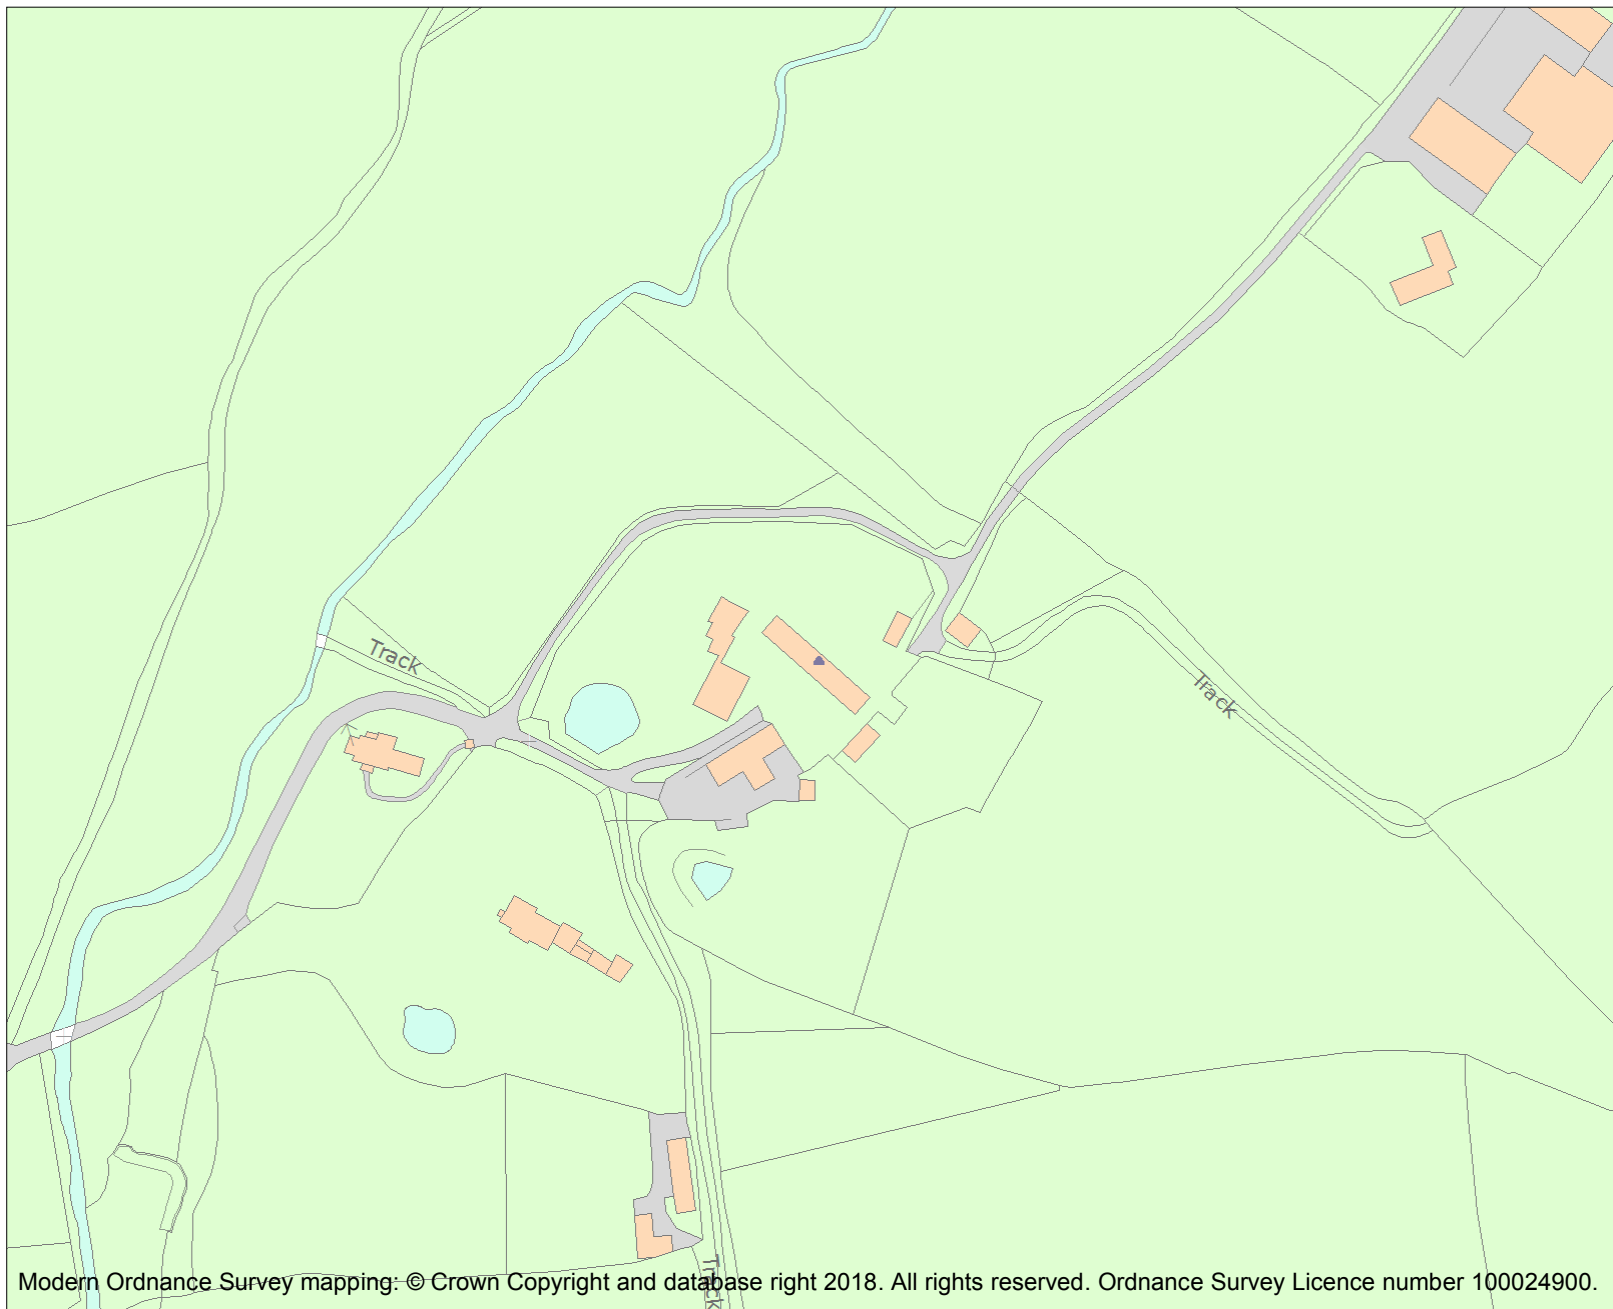 Track
Track
Track
Modern Ordnance Survey mapping: © Crown Copyright and database right 2018. All rights reserved. Ordnance Survey Licence number 100024900.